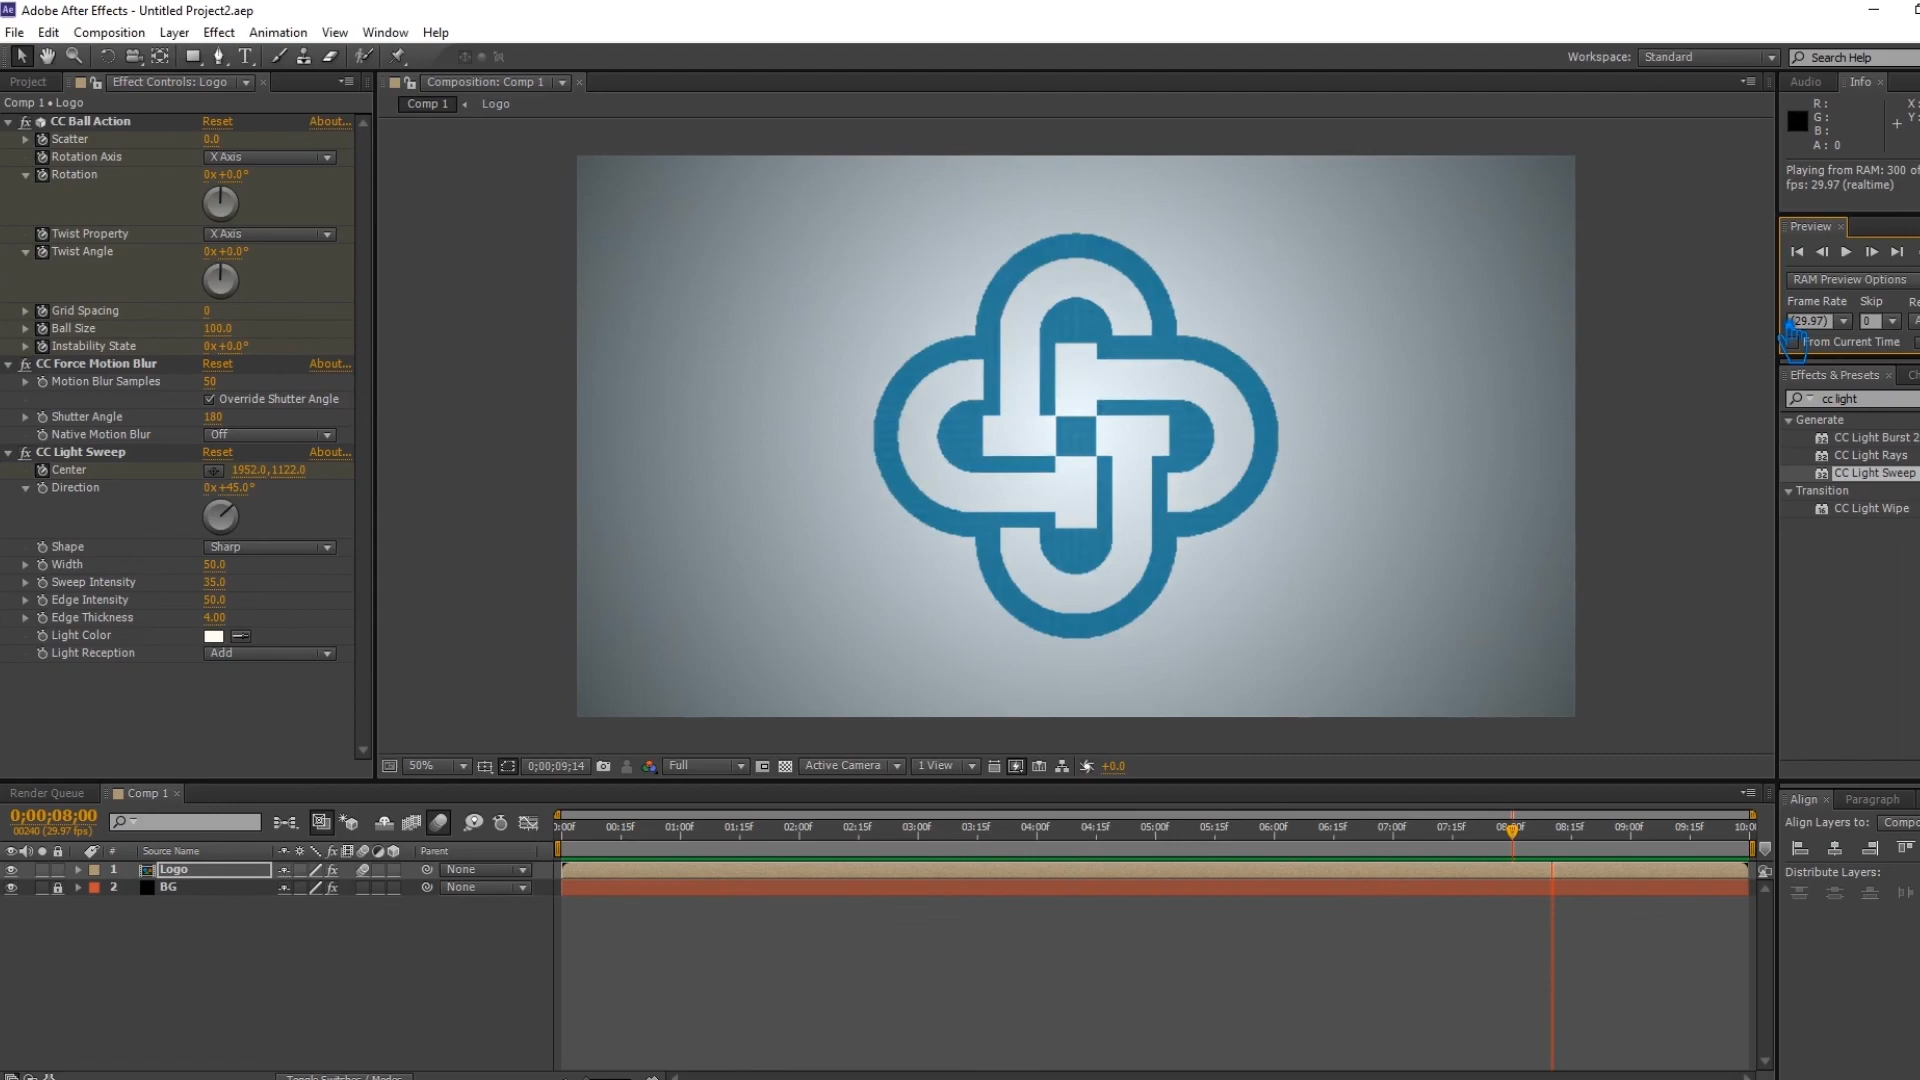 Adobe After Effects - Untitled Project2.aep
File Edit Composition Layer Effect Animation View Window Help
Workspace: Standard Search Help
Project Effect Controls: Logo Composition: Comp 1 Audio Info
Comp 1 • Logo
Comp 1 Logo
CC Ball Action Reset About...
Scatter 0.0
Rotation Axis X Axis
Rotation 0x+0.0°
Twist Property X Axis
Twist Angle 0x+0.0°
Grid Spacing 0
Ball Size 100.0
Instability State 0x+0.0°
CC Force Motion Blur Reset About...
Motion Blur Samples 50
Override Shutter Angle
Shutter Angle 180
Native Motion Blur Off
CC Light Sweep Reset About...
Center 1952.0,1122.0
Direction 0x+45.0°
Shape Sharp
Width 50.0
Sweep Intensity 35.0
Edge Intensity 50.0
Edge Thickness 4.00
Light Color
Light Reception Add
R :
G :
B :
A : 0
X :
Y :
Playing from RAM: 300 of
fps: 29.97 (realtime)
Preview
RAM Preview Options
Frame Rate Skip Re
(29.97) 0
From Current Time
Effects & Presets
cc light
Generate
CC Light Burst 2
CC Light Rays
CC Light Sweep
Transition
CC Light Wipe
50% 0;00;09;14 Full Active Camera 1 View +0.0
Render Queue Comp 1
0;00;08;00
00240 (29.97 fps)
00:15f 01:00f 01:15f 02:00f 02:15f 03:00f 03:15f 04:00f 04:15f 05:00f 05:15f 06:00f 06:15f 07:00f 07:15f 08:15f 09:00f 09:15f
# Source Name Parent
1 Logo None
2 BG None
Align Paragraph
Align Layers to: Compo
Distribute Layers:
Toggle Switches / Modes